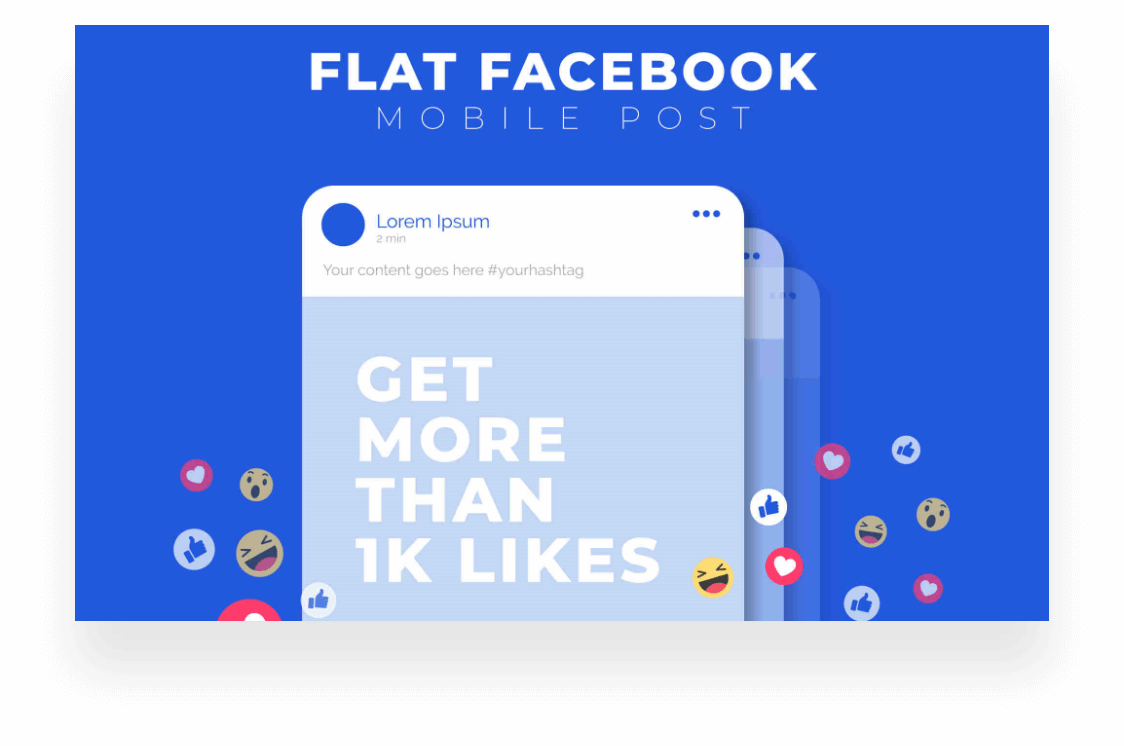 FLAT FACEBOOK
MOBILE POST
Lorem Ipsum
2 min
Your content goes here #yourhashtag
GET
MORE
THAN
1K LIKES